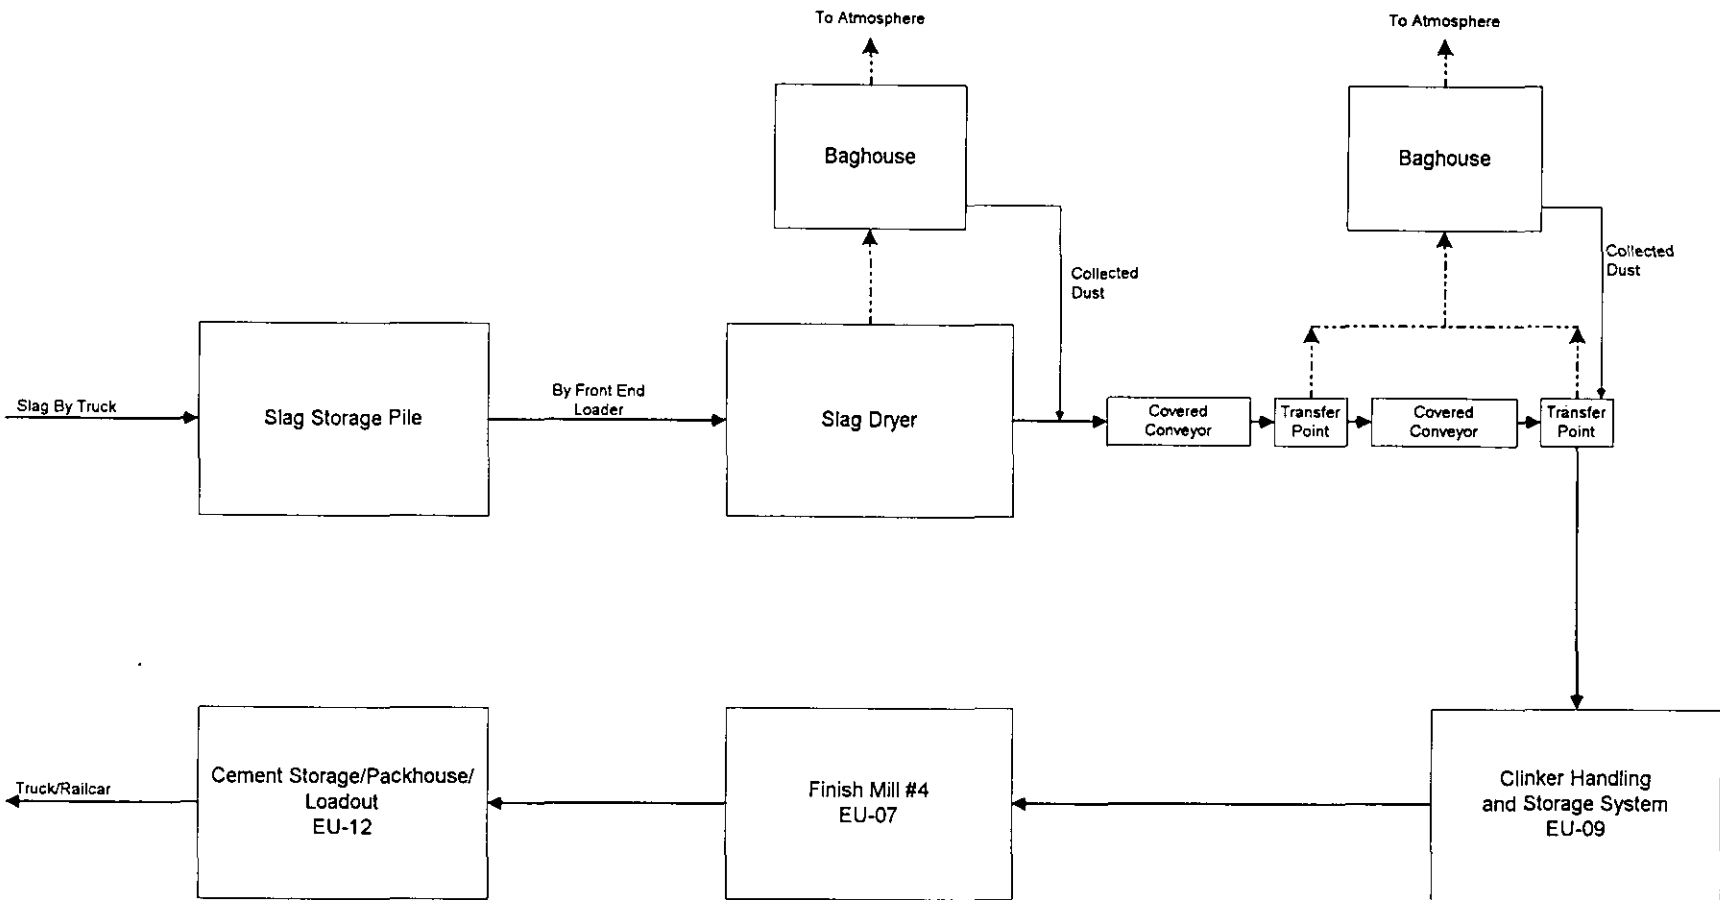 To Atmosphere
To Atmosphere
Baghouse
Baghouse
Collected
Dust
Collected
Dust
Slag By Truck
Slag Storage Pile
By Front End
Loader
Slag Dryer
Covered
Conveyor
Transfer
Point
Covered
Conveyor
Transfer
Point
Truck/Railcar
Cement Storage/Packhouse/
Loadout
EU-12
Finish Mill #4
EU-07
Clinker Handling
and Storage System
EU-09